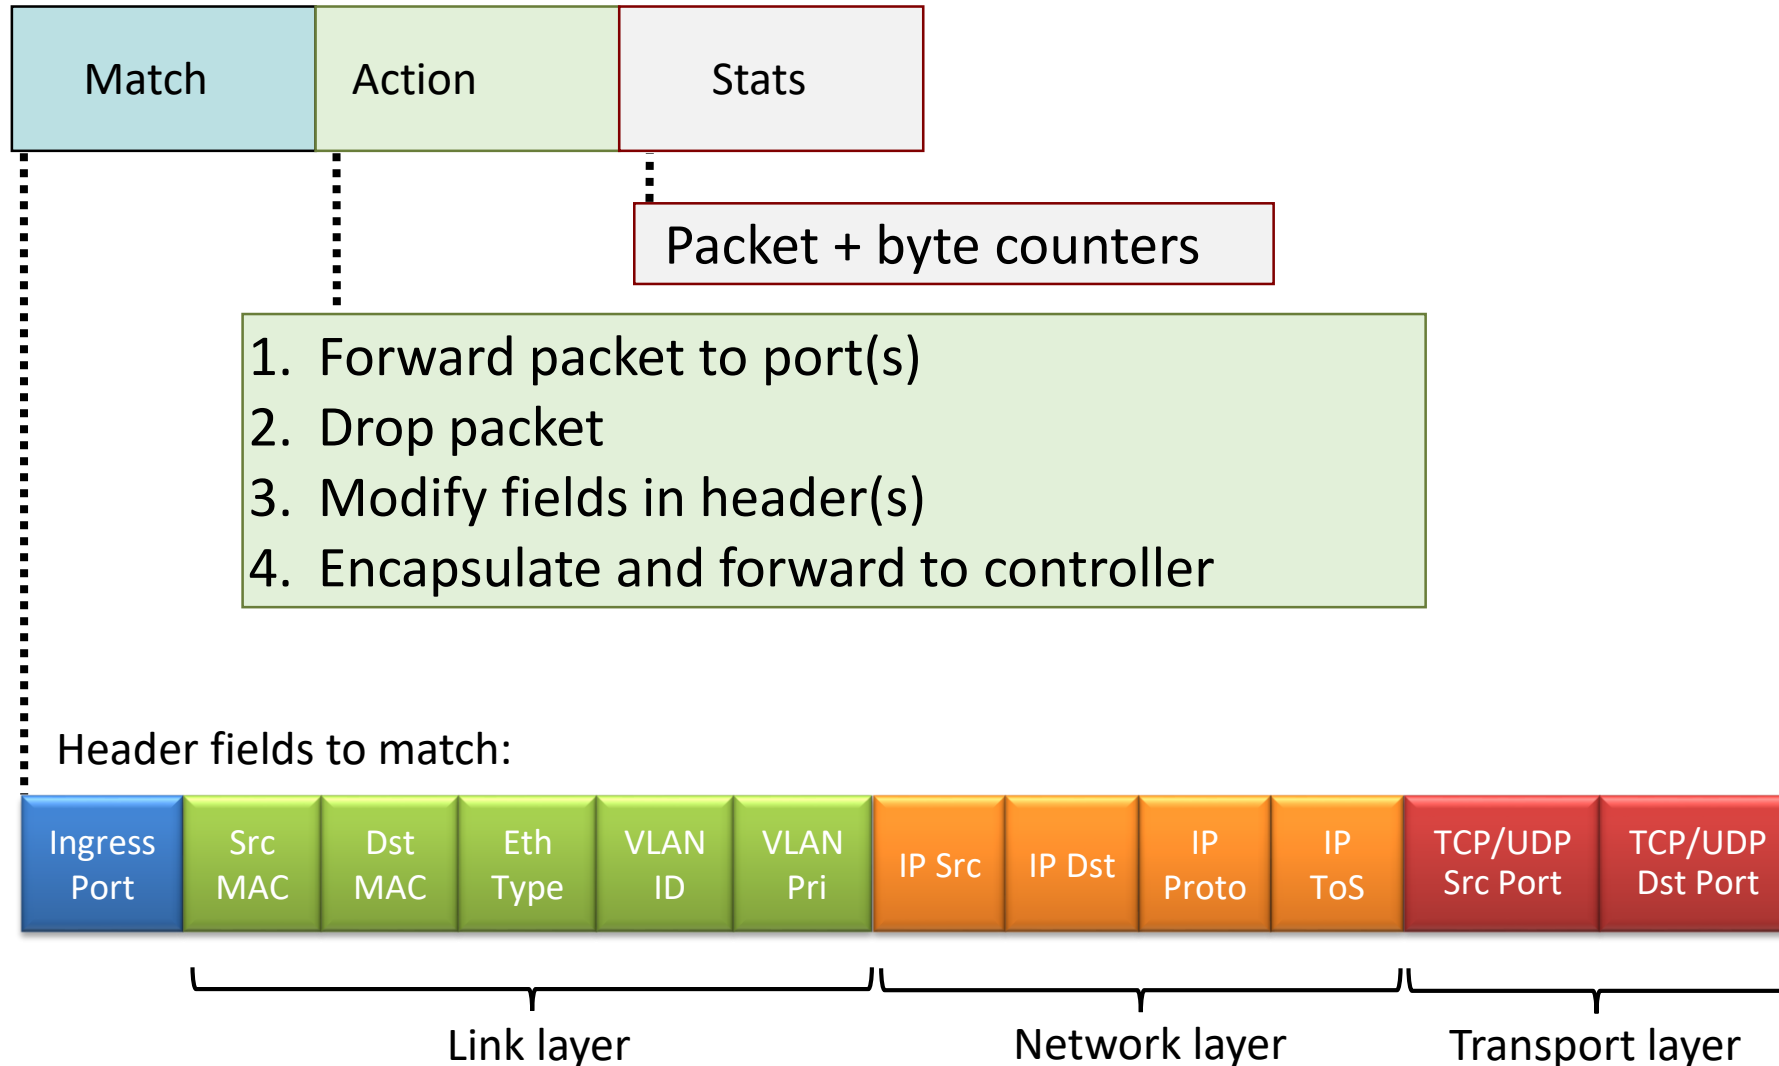 Match
Action
Stats
Packet + byte counters
1. Forward packet to port(s)
2. Drop packet
3. Modify fields in header(s)
4. Encapsulate and forward to controller
Header fields to match:
Ingress
Port
Src
MAC
Dst
MAC
Eth
Type
VLAN
ID
VLAN
Pri
IP Src
IP Dst
IP
Proto
IP
ToS
TCP/UDP
Src Port
TCP/UDP
Dst Port
Link layer
Network layer
Transport layer